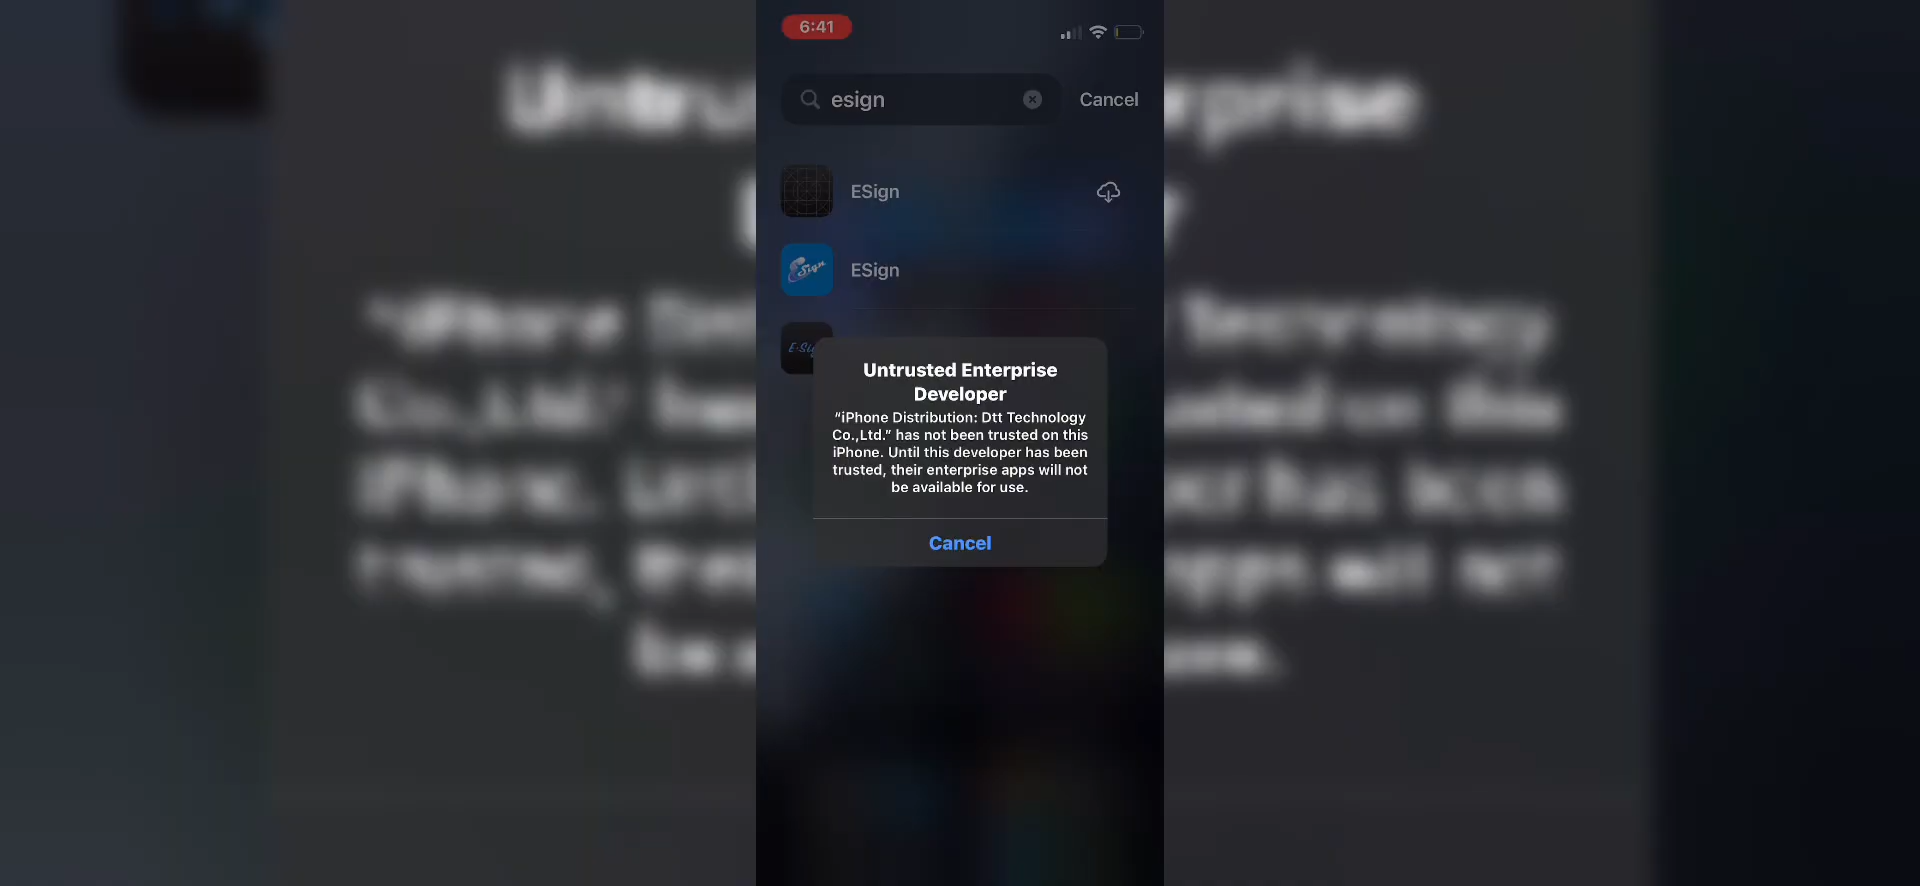 6:41
esign
Cancel
ESign
Sign
ESign
Untrusted Enterprise
Developer
“iPhone Distribution: Dtt Technology
Co.,Ltd.” has not been trusted on this
iPhone. Until this developer has been
trusted, their enterprise apps will not
be available for use.
Cancel